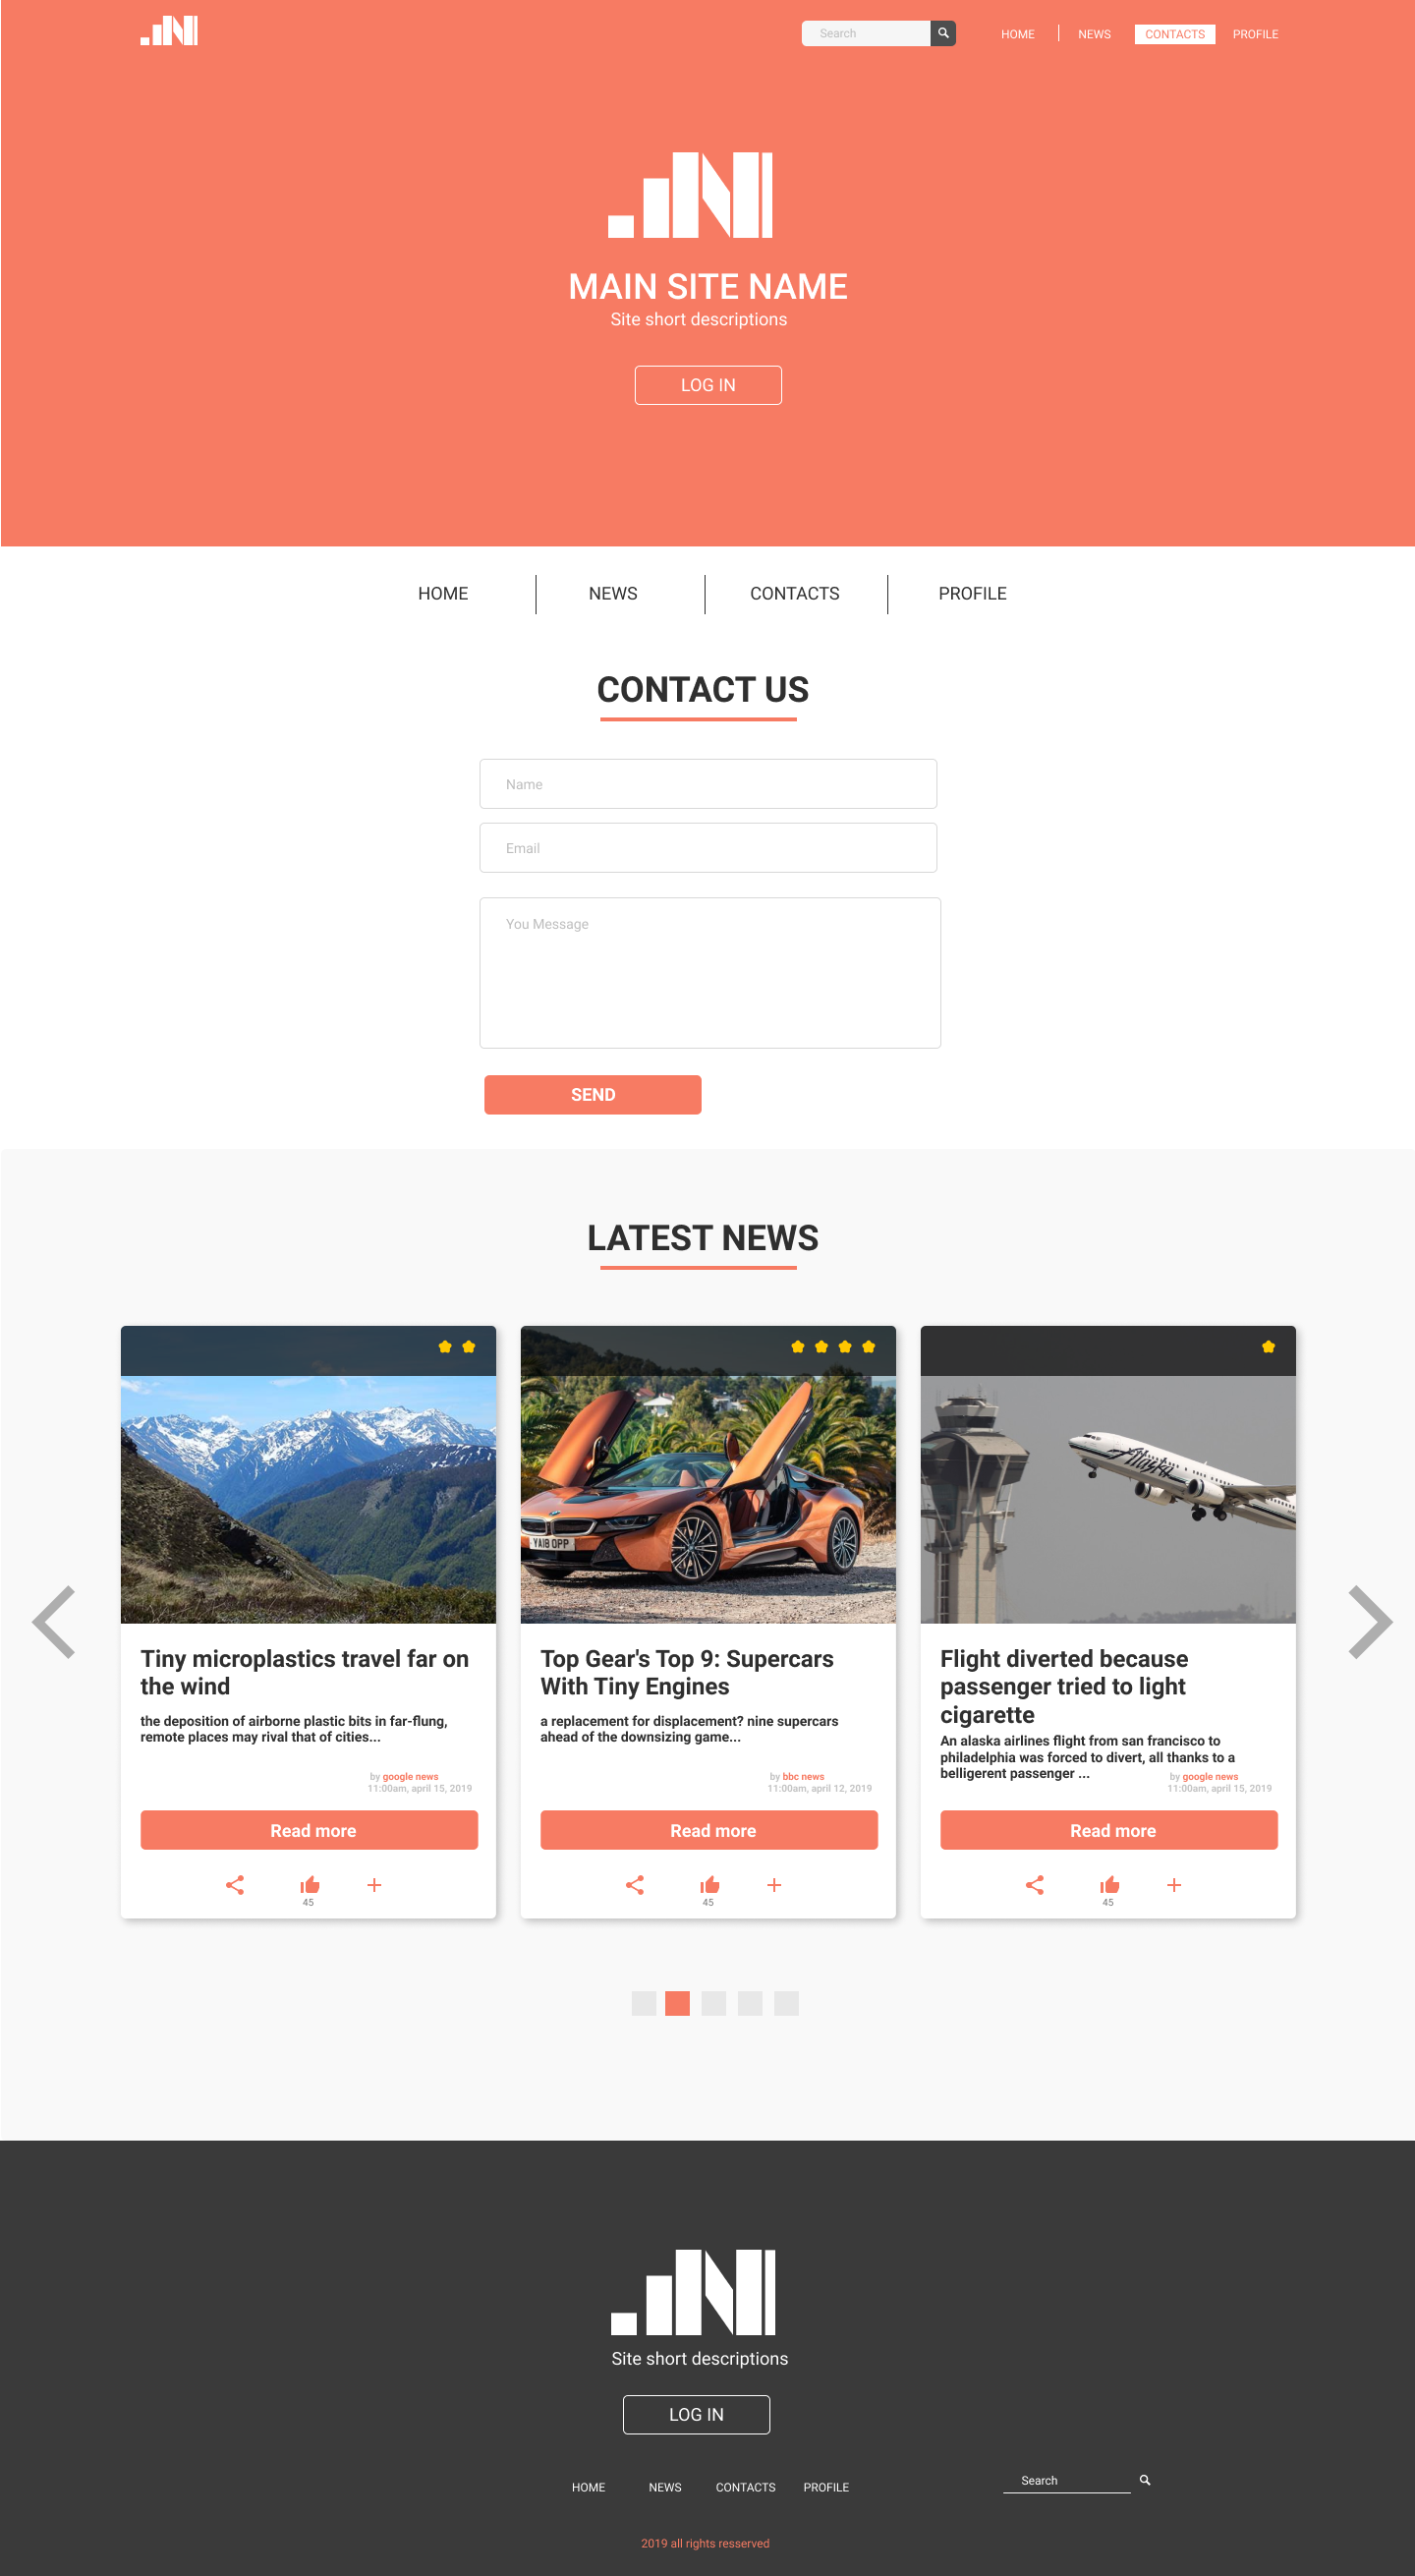 Search
HOME
NEWS
CONTACTS
PROFILE
MAIN SITE NAME
Site short descriptions
LOG IN
HOME
NEWS
CONTACTS
PROFILE
CONTACT US
Name
Email
You Message
SEND
LATEST NEWS
Tiny microplastics travel far on
the wind
the deposition of airborne plastic bits in far-flung,
remote places may rival that of cities...
by google news
11:00am, april 15, 2019
Read more
45
YA18 OPP
Top Gear's Top 9: Supercars
With Tiny Engines
a replacement for displacement? nine supercars
ahead of the downsizing game...
by bbc news
11:00am, april 12, 2019
Read more
45
Alaska
Flight diverted because
passenger tried to light
cigarette
An alaska airlines flight from san francisco to
philadelphia was forced to divert, all thanks to a
belligerent passenger ...
by google news
11:00am, april 15, 2019
Read more
45
Site short descriptions
LOG IN
HOME
NEWS
CONTACTS
PROFILE
Search
2019 all rights resserved